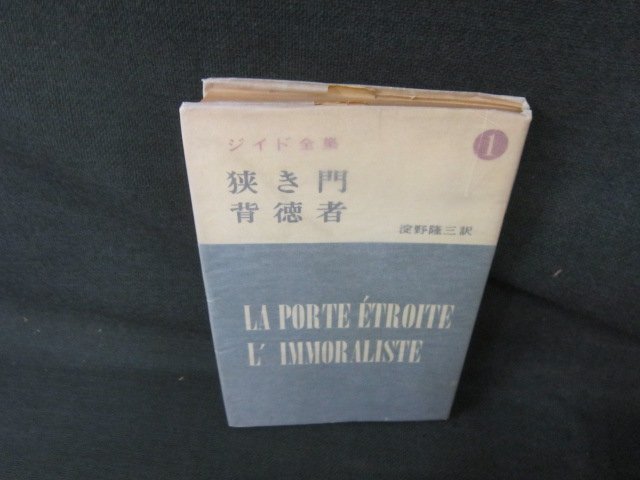 ジイド全集
1
狭き門
背徳者
淀野隆三訳
LA PORTE ÉTROITE
L' IMMORALISTE